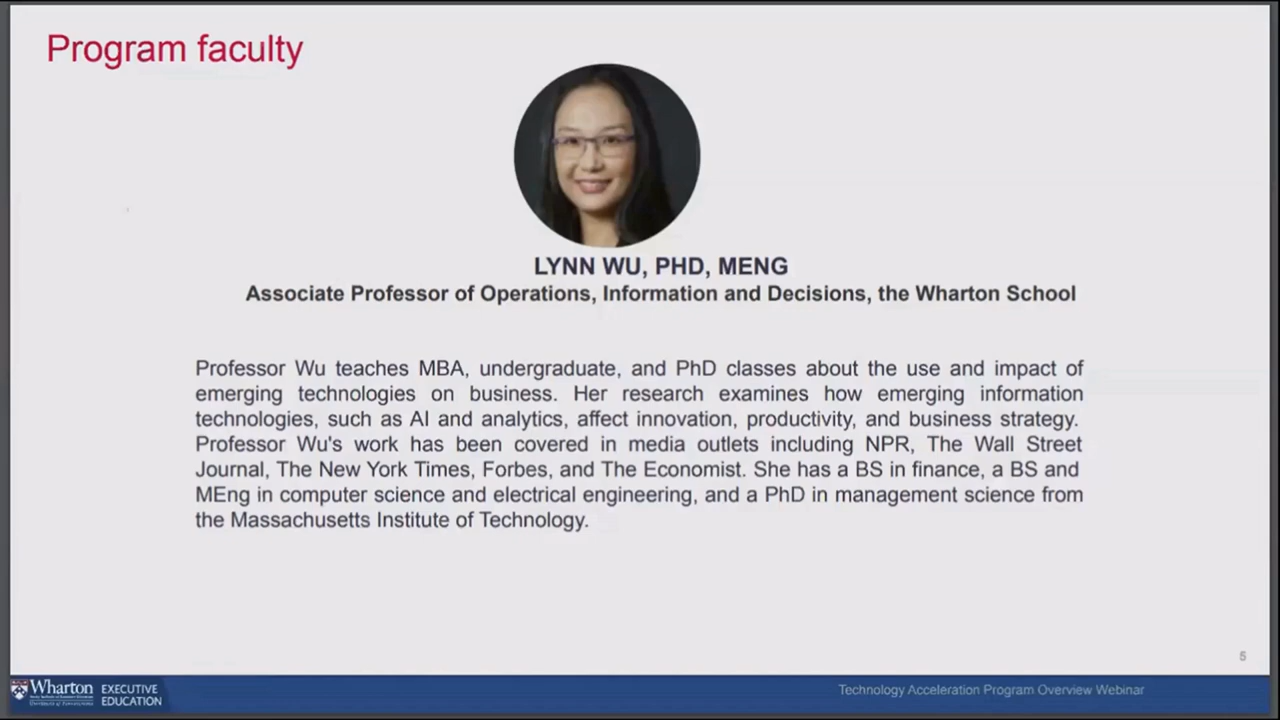 Program faculty
LYNN WU, PHD, MENG
Associate Professor of Operations, Information and Decisions, the Wharton School
Professor Wu teaches MBA, undergraduate, and PhD classes about the use and impact of
emerging technologies on business. Her research examines how emerging information
technologies, such as AI and analytics, affect innovation, productivity, and business strategy.
Professor Wu's work has been covered in media outlets including NPR, The Wall Street
Journal, The New York Times, Forbes, and The Economist. She has a BS in finance, a BS and
MEng in computer science and electrical engineering, and a PhD in management science from
the Massachusetts Institute of Technology.
5
Wharton
UNIVERSITY of PENNSYLVANIA
EXECUTIVE
EDUCATION
Technology Acceleration Program Overview Webinar